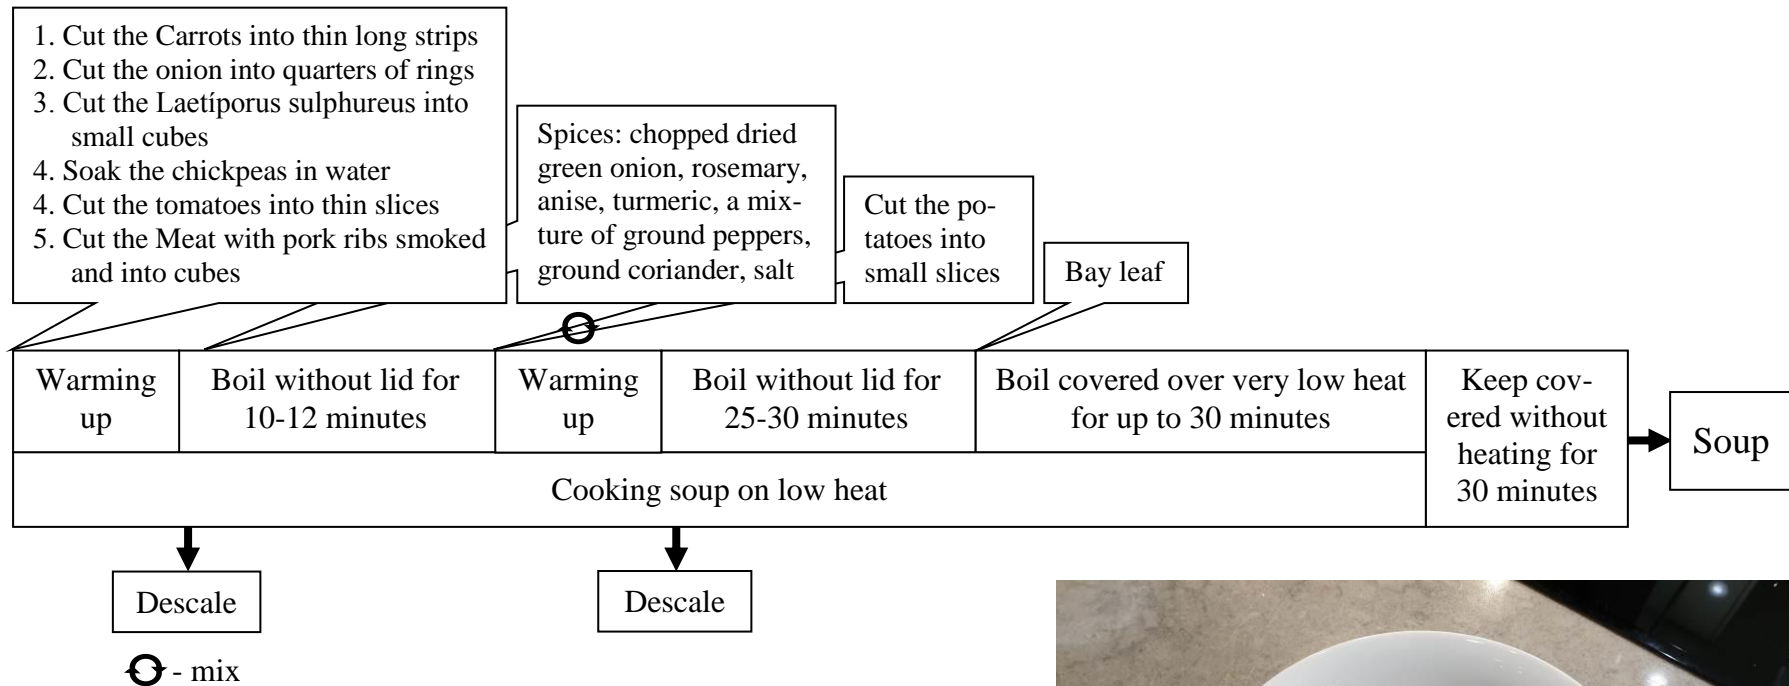 1. Cut the Carrots into thin long strips
2. Cut the onion into quarters of rings
3. Cut the Laetíporus sulphureus into
small cubes
4. Soak the chickpeas in water
4. Cut the tomatoes into thin slices
5. Cut the Meat with pork ribs smoked
and into cubes
Spices: chopped dried
green onion, rosemary,
anise, turmeric, a mix-
ture of ground peppers,
ground coriander, salt
Cut the po-
tatoes into
small slices
Bay leaf
Warming
up
Boil without lid for
10-12 minutes
Warming
up
Boil without lid for
25-30 minutes
Boil covered over very low heat
for up to 30 minutes
Keep cov-
ered without
heating for
30 minutes
Soup
Cooking soup on low heat
Descale
Descale
- mix